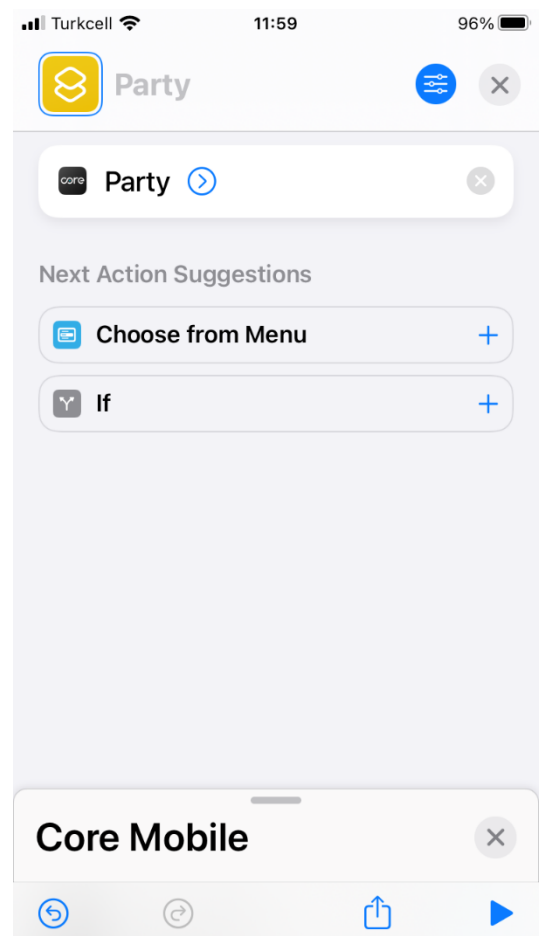 Turkcell 11:59 96%
Party
core Party
Next Action Suggestions
Choose from Menu
If
Core Mobile